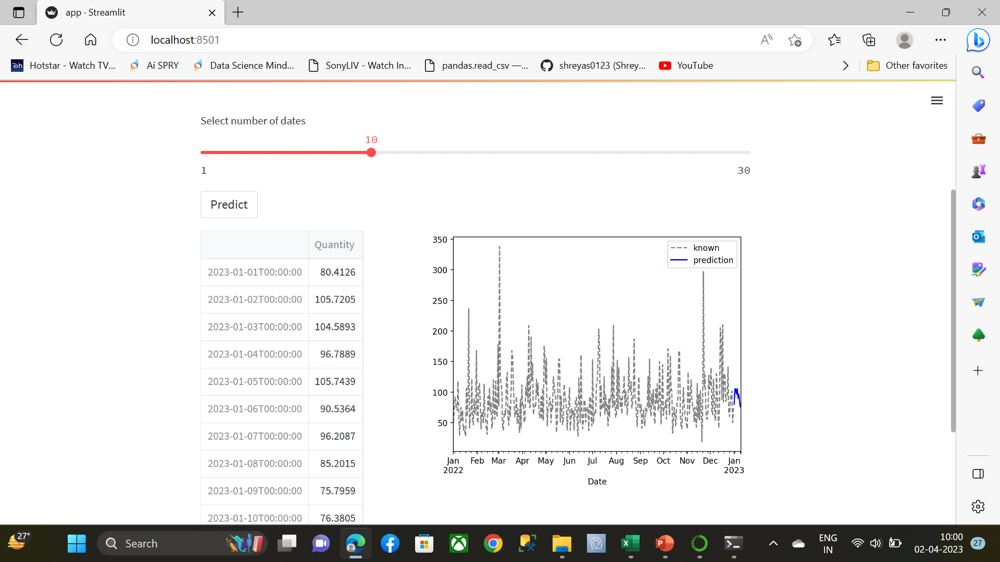 app · Streamlit
localhost:8501
Hotstar - Watch TV...
Ai SPRY
Data Science Mind...
SonyLIV - Watch In...
pandas.read_csv —...
shreyas0123 (Shrey...
YouTube
Other favorites
Select number of dates
10
1 30
Predict
Quantity
2023-01-01T00:00:00 80.4126
2023-01-02T00:00:00 105.7205
2023-01-03T00:00:00 104.5893
2023-01-04T00:00:00 96.7889
2023-01-05T00:00:00 105.7439
2023-01-06T00:00:00 90.5364
2023-01-07T00:00:00 96.2087
2023-01-08T00:00:00 85.2015
2023-01-09T00:00:00 75.7959
2023-01-10T00:00:00 76.3805
known
prediction
350
300
250
200
150
100
50
Jan Feb Mar Apr May Jun Jul Aug Sep Oct Nov Dec Jan
2022 2023
Date
27°
Search
ENG
IN
10:00
02-04-2023
27